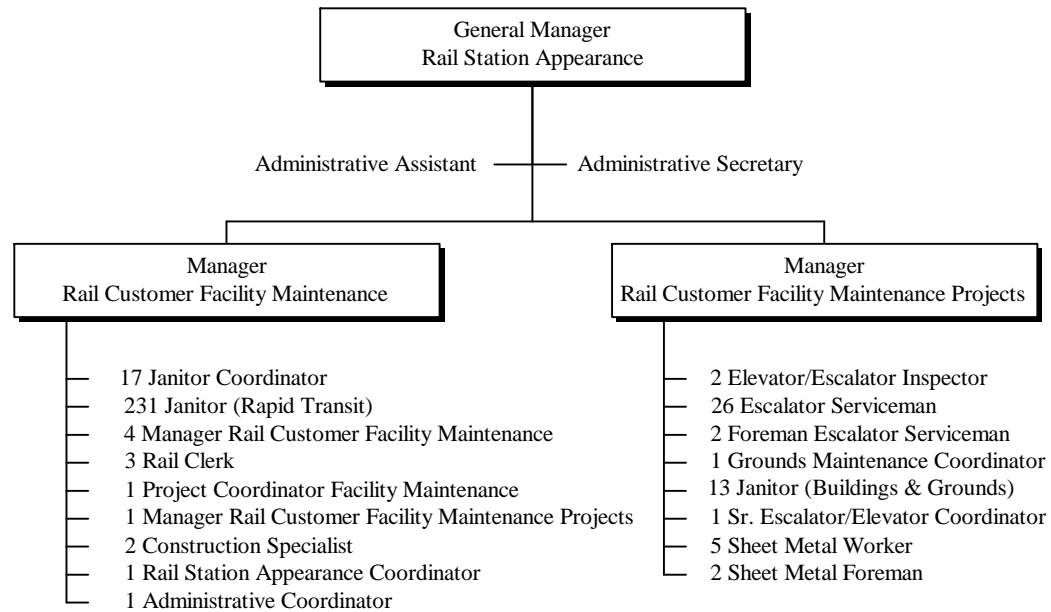 General Manager
Rail Station Appearance
Administrative Assistant
Administrative Secretary
Manager
Rail Customer Facility Maintenance
17 Janitor Coordinator
231 Janitor (Rapid Transit)
4 Manager Rail Customer Facility Maintenance
3 Rail Clerk
1 Project Coordinator Facility Maintenance
1 Manager Rail Customer Facility Maintenance Projects
2 Construction Specialist
1 Rail Station Appearance Coordinator
1 Administrative Coordinator
Manager
Rail Customer Facility Maintenance Projects
2 Elevator/Escalator Inspector
26 Escalator Serviceman
2 Foreman Escalator Serviceman
1 Grounds Maintenance Coordinator
13 Janitor (Buildings & Grounds)
1 Sr. Escalator/Elevator Coordinator
5 Sheet Metal Worker
2 Sheet Metal Foreman